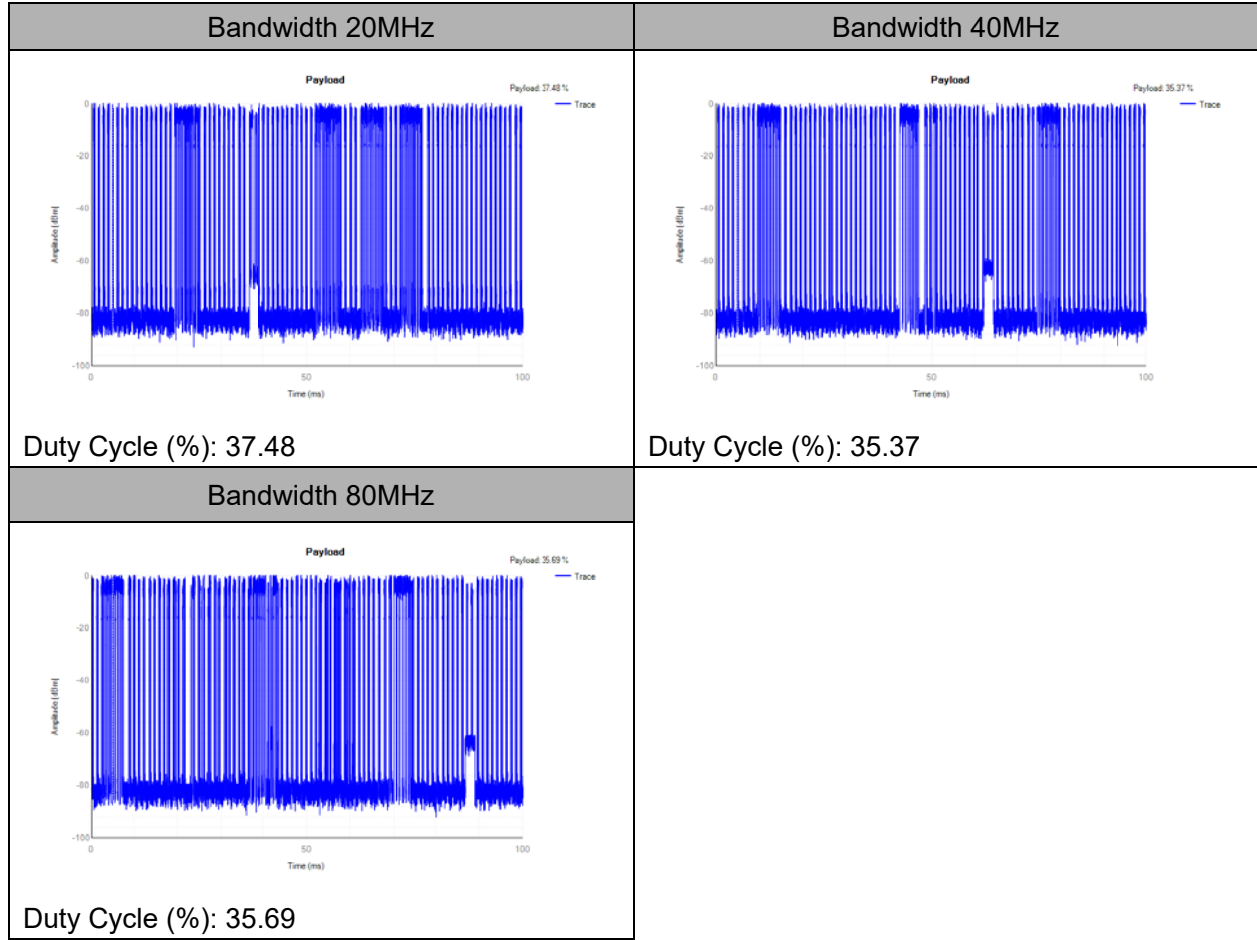 Bandwidth 20MHz
Bandwidth 40MHz
Payload
Payload: 37.48 %
Trace
0
-20
-40
-60
-80
-100
Amplitude [dBm]
0
50
100
Time (ms)
Duty Cycle (%): 37.48
Payload
Payload: 35.37 %
Trace
0
-20
-40
-60
-80
-100
Amplitude [dBm]
0
50
100
Time (ms)
Duty Cycle (%): 35.37
Bandwidth 80MHz
Payload
Payload: 35.69 %
Trace
0
-20
-40
-60
-80
-100
Amplitude [dBm]
0
50
100
Time (ms)
Duty Cycle (%): 35.69